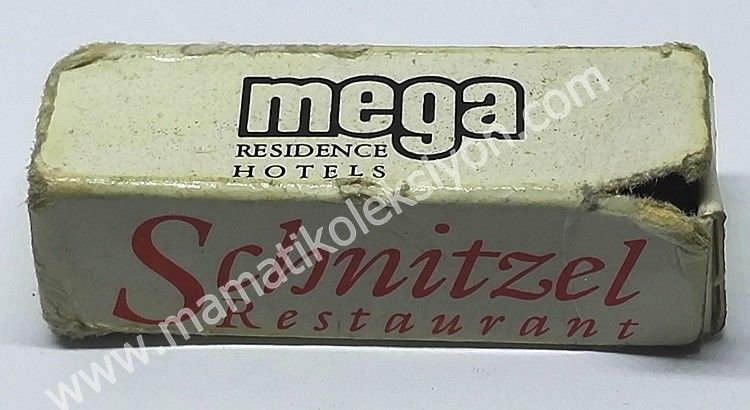 mega
RESIDENCE
HOTELS
Schnitzel
Restaurant
www.mamatikoleksiyon.com